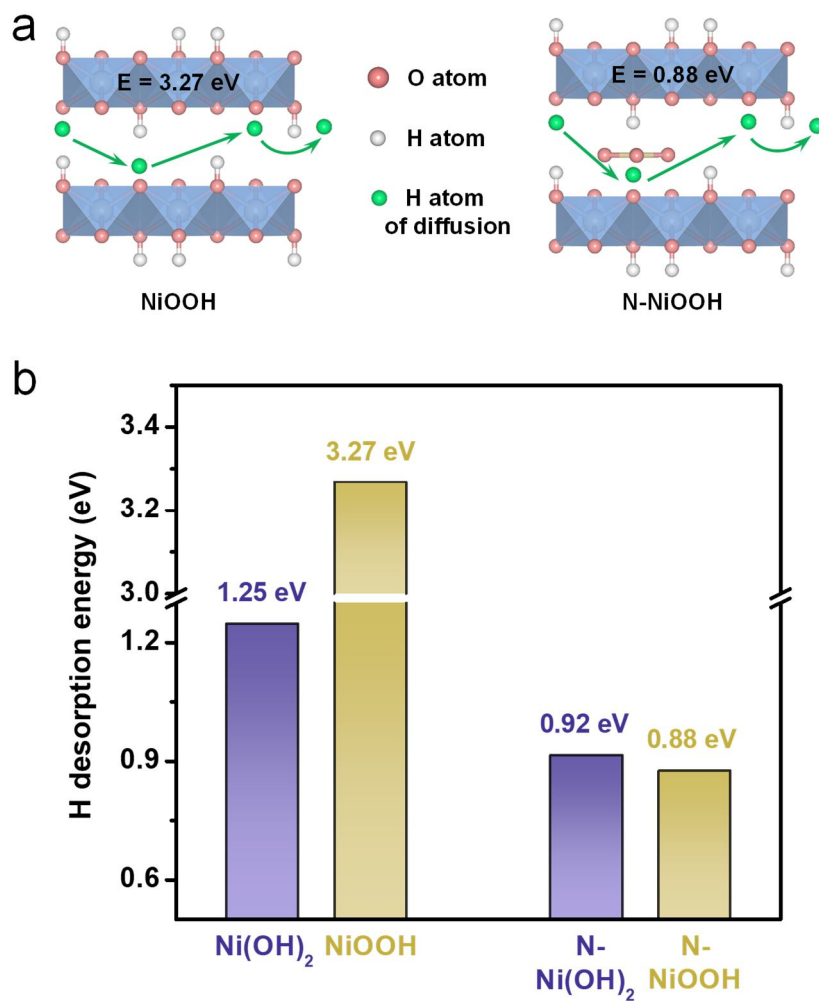 a
E = 3.27 eV
NiOOH
O atom
H atom
H atom
of diffusion
E = 0.88 eV
N-NiOOH
b
H desorption energy (eV)
3.4
3.2
3.0
1.2
0.9
0.6
1.25 eV
3.27 eV
0.92 eV
0.88 eV
Ni(OH)₂
NiOOH
N-
Ni(OH)₂
N-
NiOOH